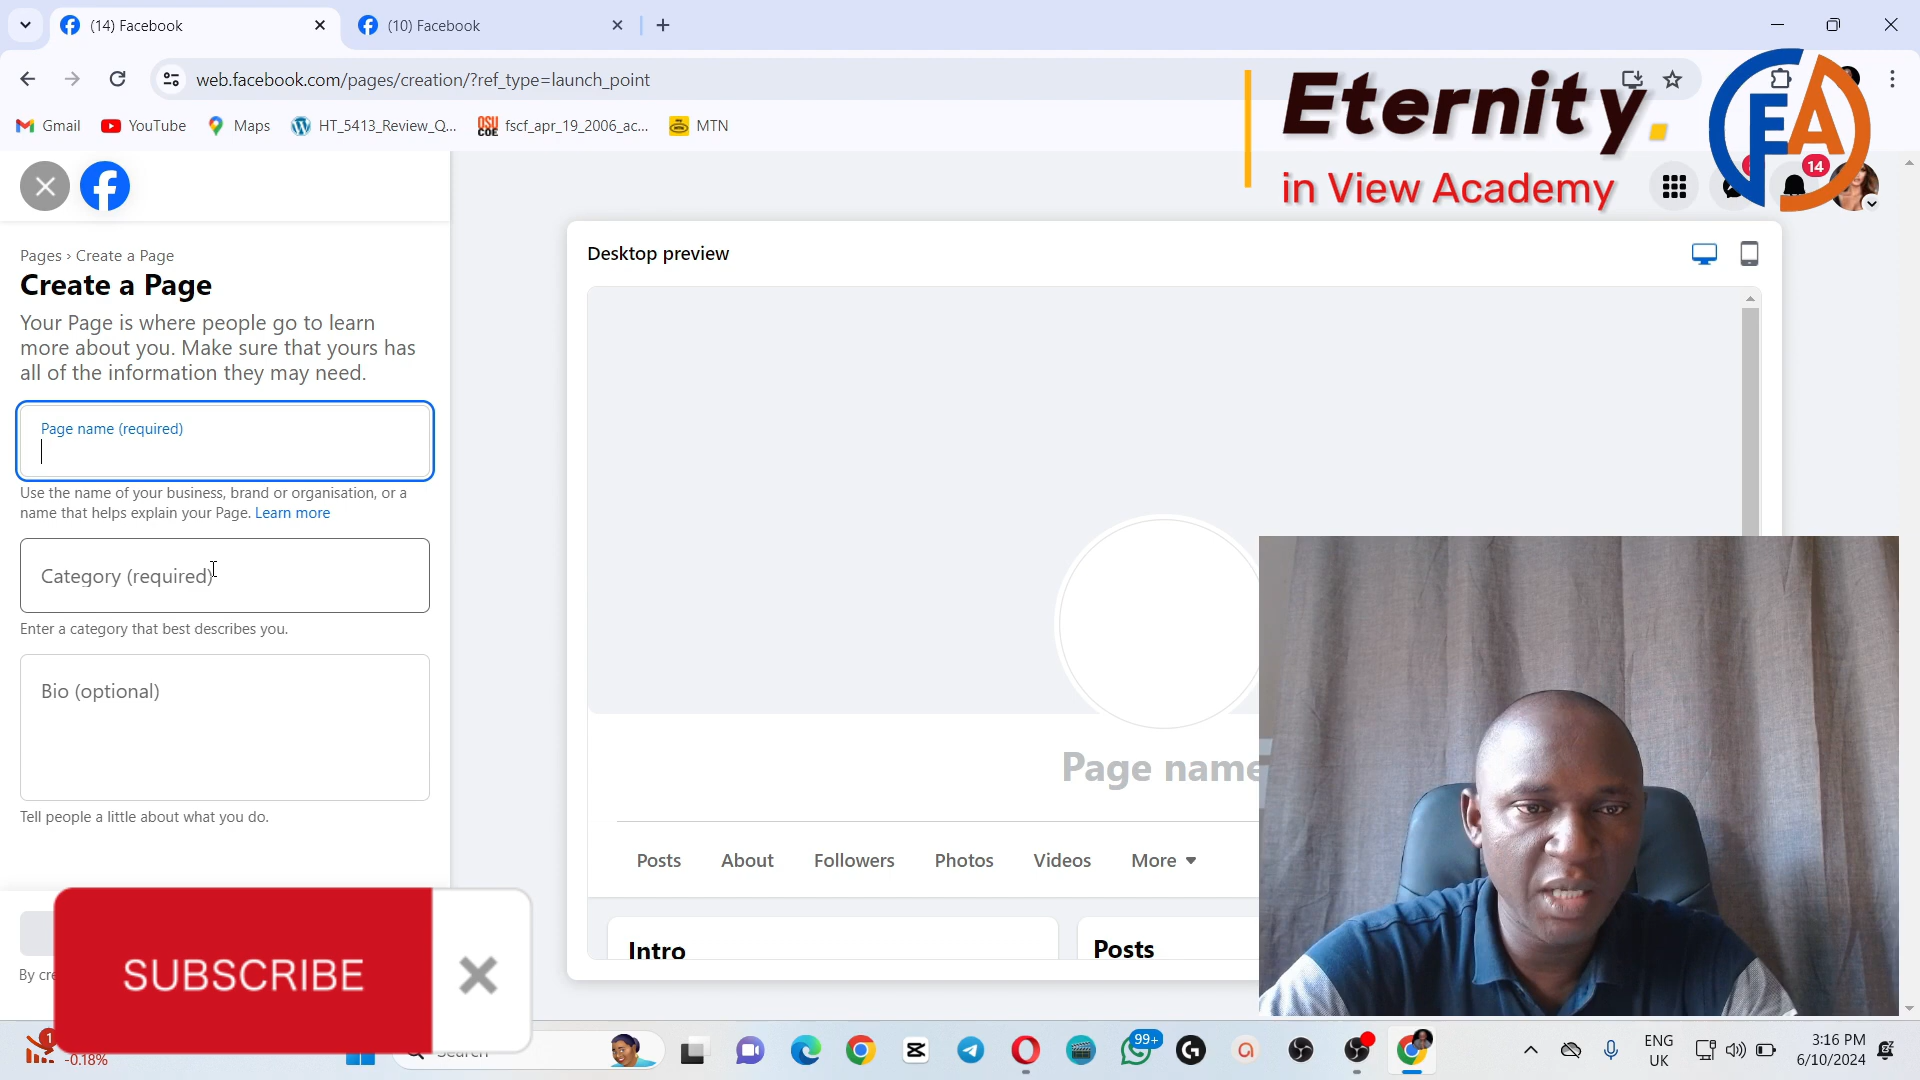 (14) Facebook
(10) Facebook
web.facebook.com/pages/creation/?ref_type=launch_point
Gmail
YouTube
Maps
HT_5413_Review_Q...
fscf_apr_19_2006_ac...
MTN
Eternity.
in View Academy
14
Pages › Create a Page
Create a Page
Your Page is where people go to learn
more about you. Make sure that yours has
all of the information they may need.
Page name (required)
Use the name of your business, brand or organisation, or a
name that helps explain your Page. Learn more
Category (required)
Enter a category that best describes you.
Bio (optional)
Tell people a little about what you do.
By cre
SUBSCRIBE
Desktop preview
Page name
Posts
About
Followers
Photos
Videos
More
Intro
Posts
1
-0.18%
Search
99+
ENG
UK
3:16 PM
6/10/2024